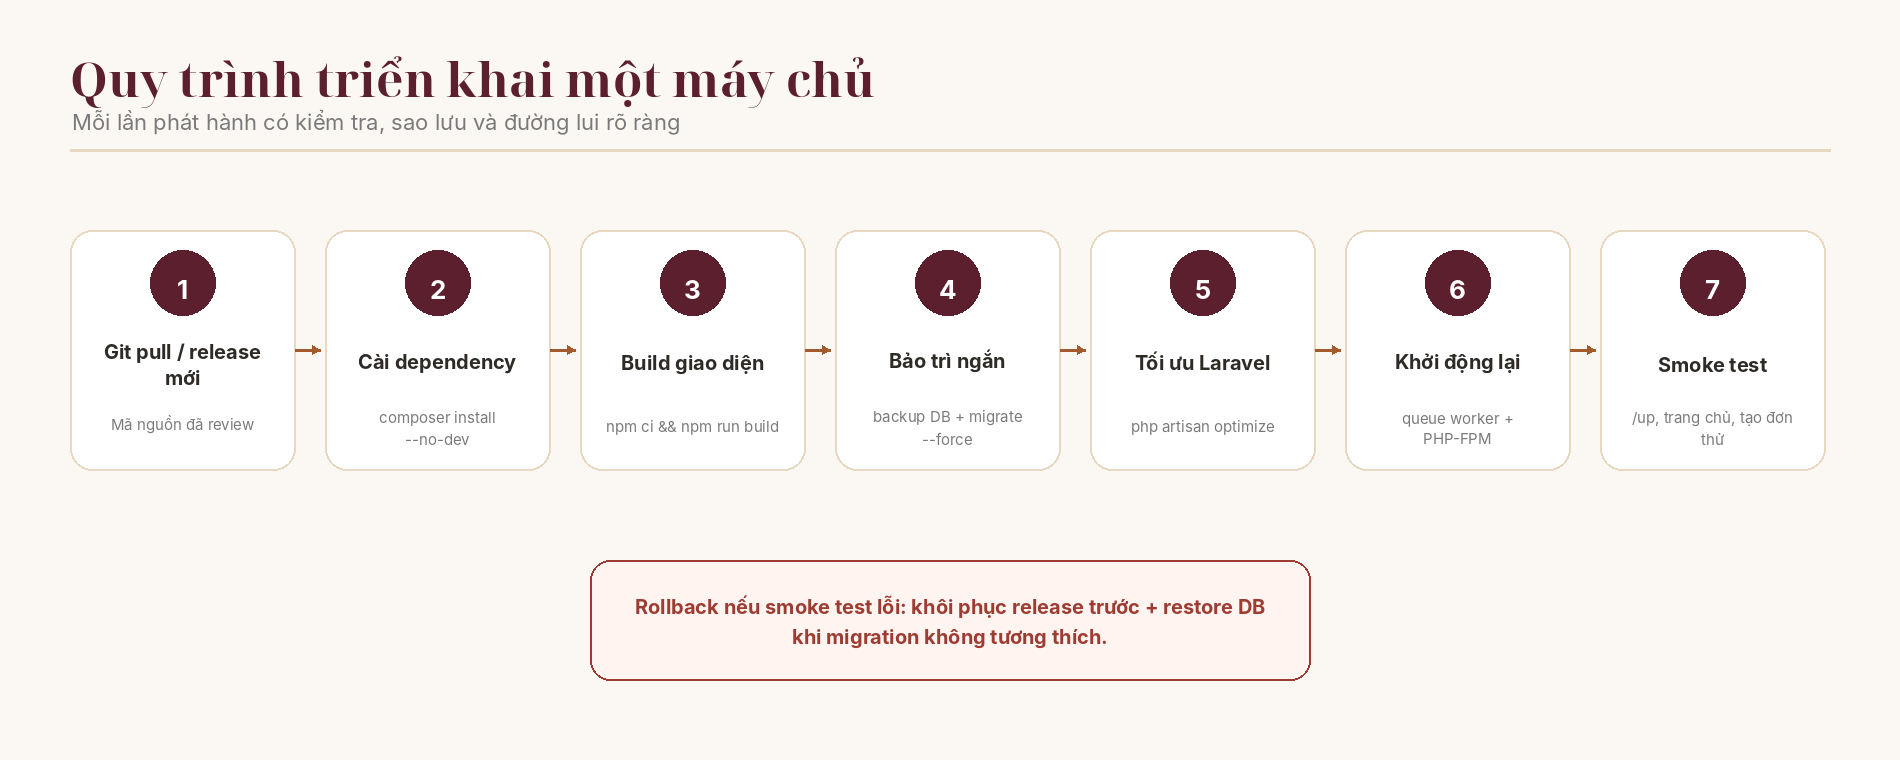 Quy trình triển khai một máy chủ
Mỗi lần phát hành có kiểm tra, sao lưu và đường lui rõ ràng
1
Git pull / release
mới
Mã nguồn đã review
2
Cài dependency
composer install
--no-dev
3
Build giao diện
npm ci && npm run build
4
Bảo trì ngắn
backup DB + migrate
--force
5
Tối ưu Laravel
php artisan optimize
6
Khởi động lại
queue worker +
PHP-FPM
7
Smoke test
/up, trang chủ, tạo đơn
thử
Rollback nếu smoke test lỗi: khôi phục release trước + restore DB
khi migration không tương thích.